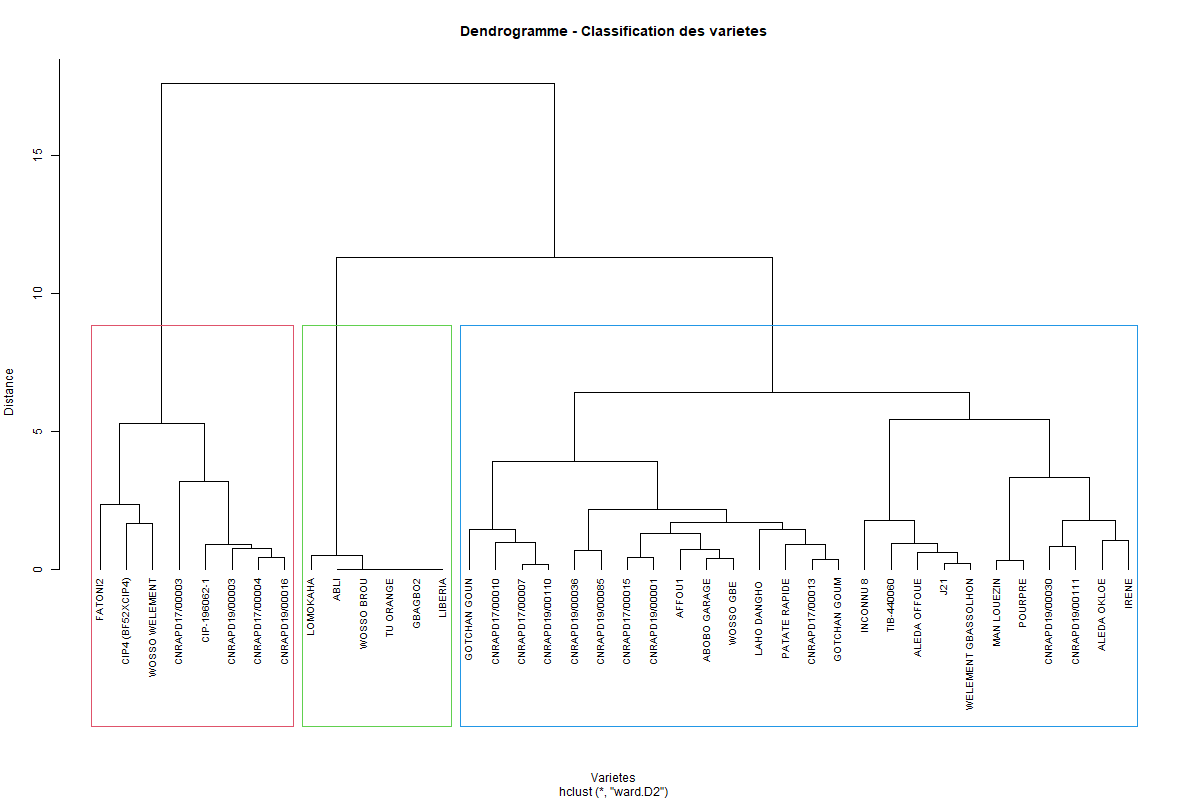 Dendrogramme - Classification des varietes
Distance
0
5
10
15
FATONI2
CIP4 (BF52XCIP4)
WOSSO WELEMENT
CNRAPD17/00003
CIP-196062-1
CNRAPD19/00003
CNRAPD17/00004
CNRAPD19/00016
LOMOKAHA
ABLI
WOSSO BROU
TU ORANGE
GBAGBO2
LIBERIA
GOTCHAN GOUN
CNRAPD17/00010
CNRAPD17/00007
CNRAPD19/00110
CNRAPD19/00036
CNRAPD19/00085
CNRAPD17/00015
CNRAPD19/00001
AFFOU1
ABOBO GARAGE
WOSSO GBE
LAHO DANGHO
PATATE RAPIDE
CNRAPD17/00013
GOTCHAN GOUM
INCONNU 8
TIB-440060
ALEDA OFFOUE
J21
WELEMENT GBASSOLHON
MAN LOUEZIN
POURPRE
CNRAPD19/00030
CNRAPD19/00111
ALEDA OKLOE
IRENE
Varietes
hclust (*, "ward.D2")